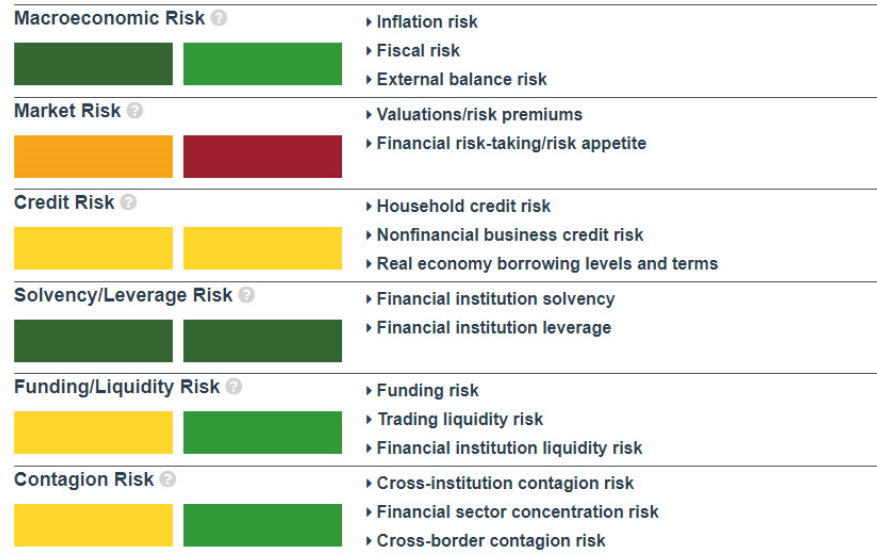 Macroeconomic Risk ?
Inflation risk
Fiscal risk
External balance risk
Market Risk ?
Valuations/risk premiums
Financial risk-taking/risk appetite
Credit Risk ?
Household credit risk
Nonfinancial business credit risk
Real economy borrowing levels and terms
Solvency/Leverage Risk ?
Financial institution solvency
Financial institution leverage
Funding/Liquidity Risk ?
Funding risk
Trading liquidity risk
Financial institution liquidity risk
Contagion Risk ?
Cross-institution contagion risk
Financial sector concentration risk
Cross-border contagion risk